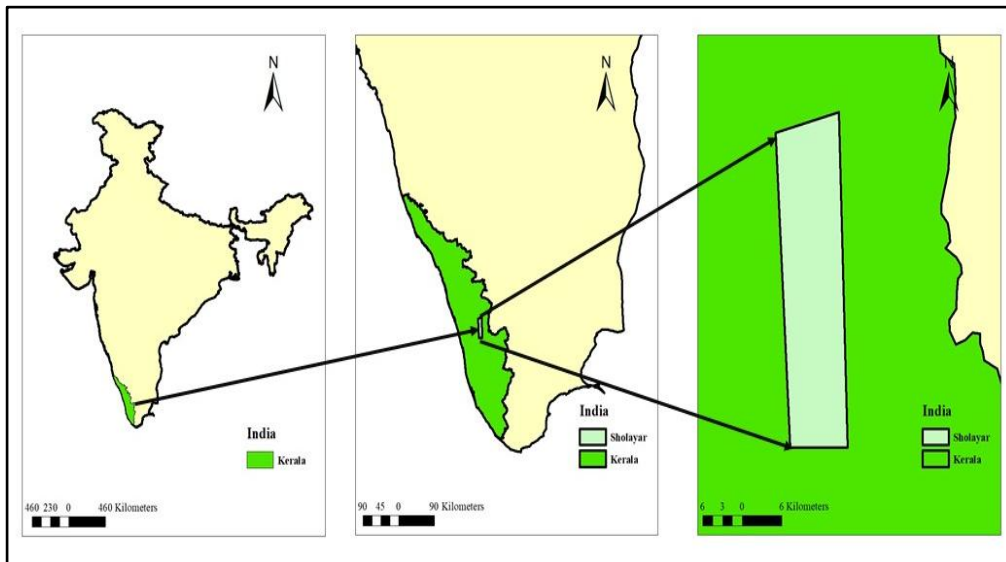 N
India
Kerala
460 230 0 460 Kilometers
N
India
Sholayar
Kerala
90 45 0 90 Kilometers
N
India
Sholayar
Kerala
6 3 0 6 Kilometers